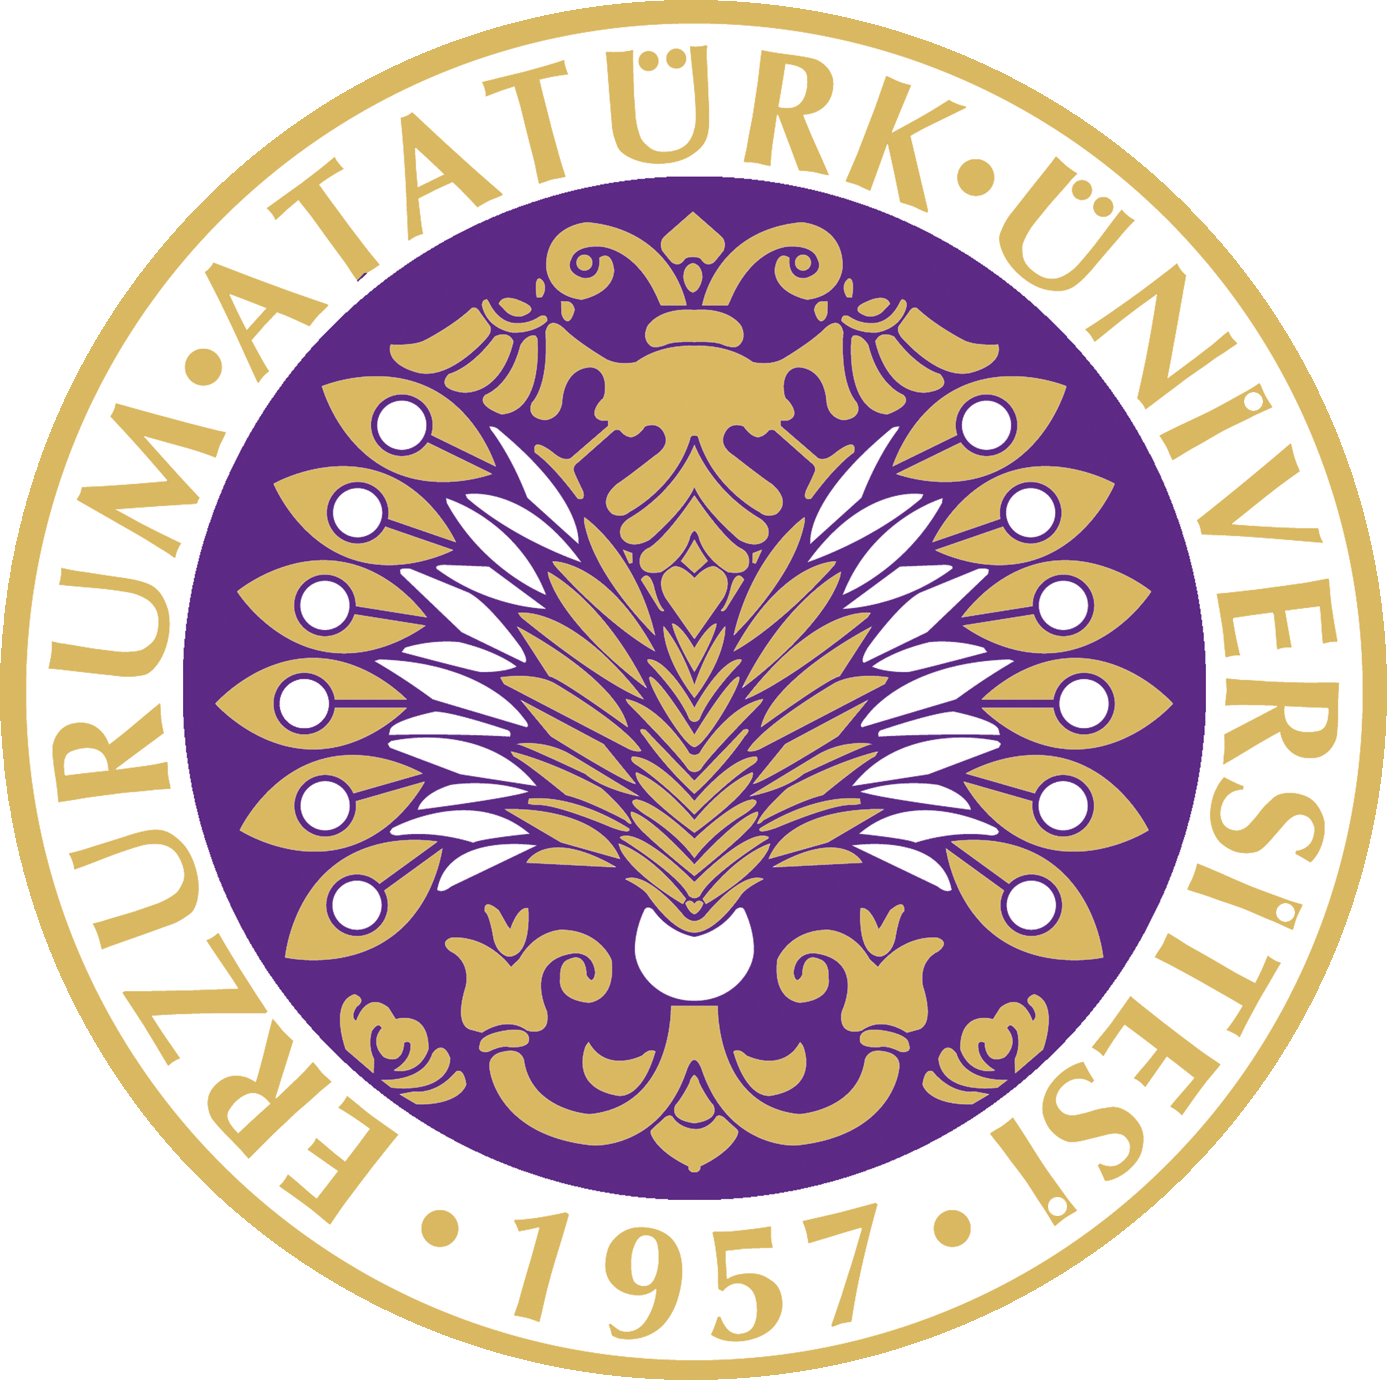 ERZURUM • ATATÜRK • ÜNİVERSİTESİ
• 1957 •